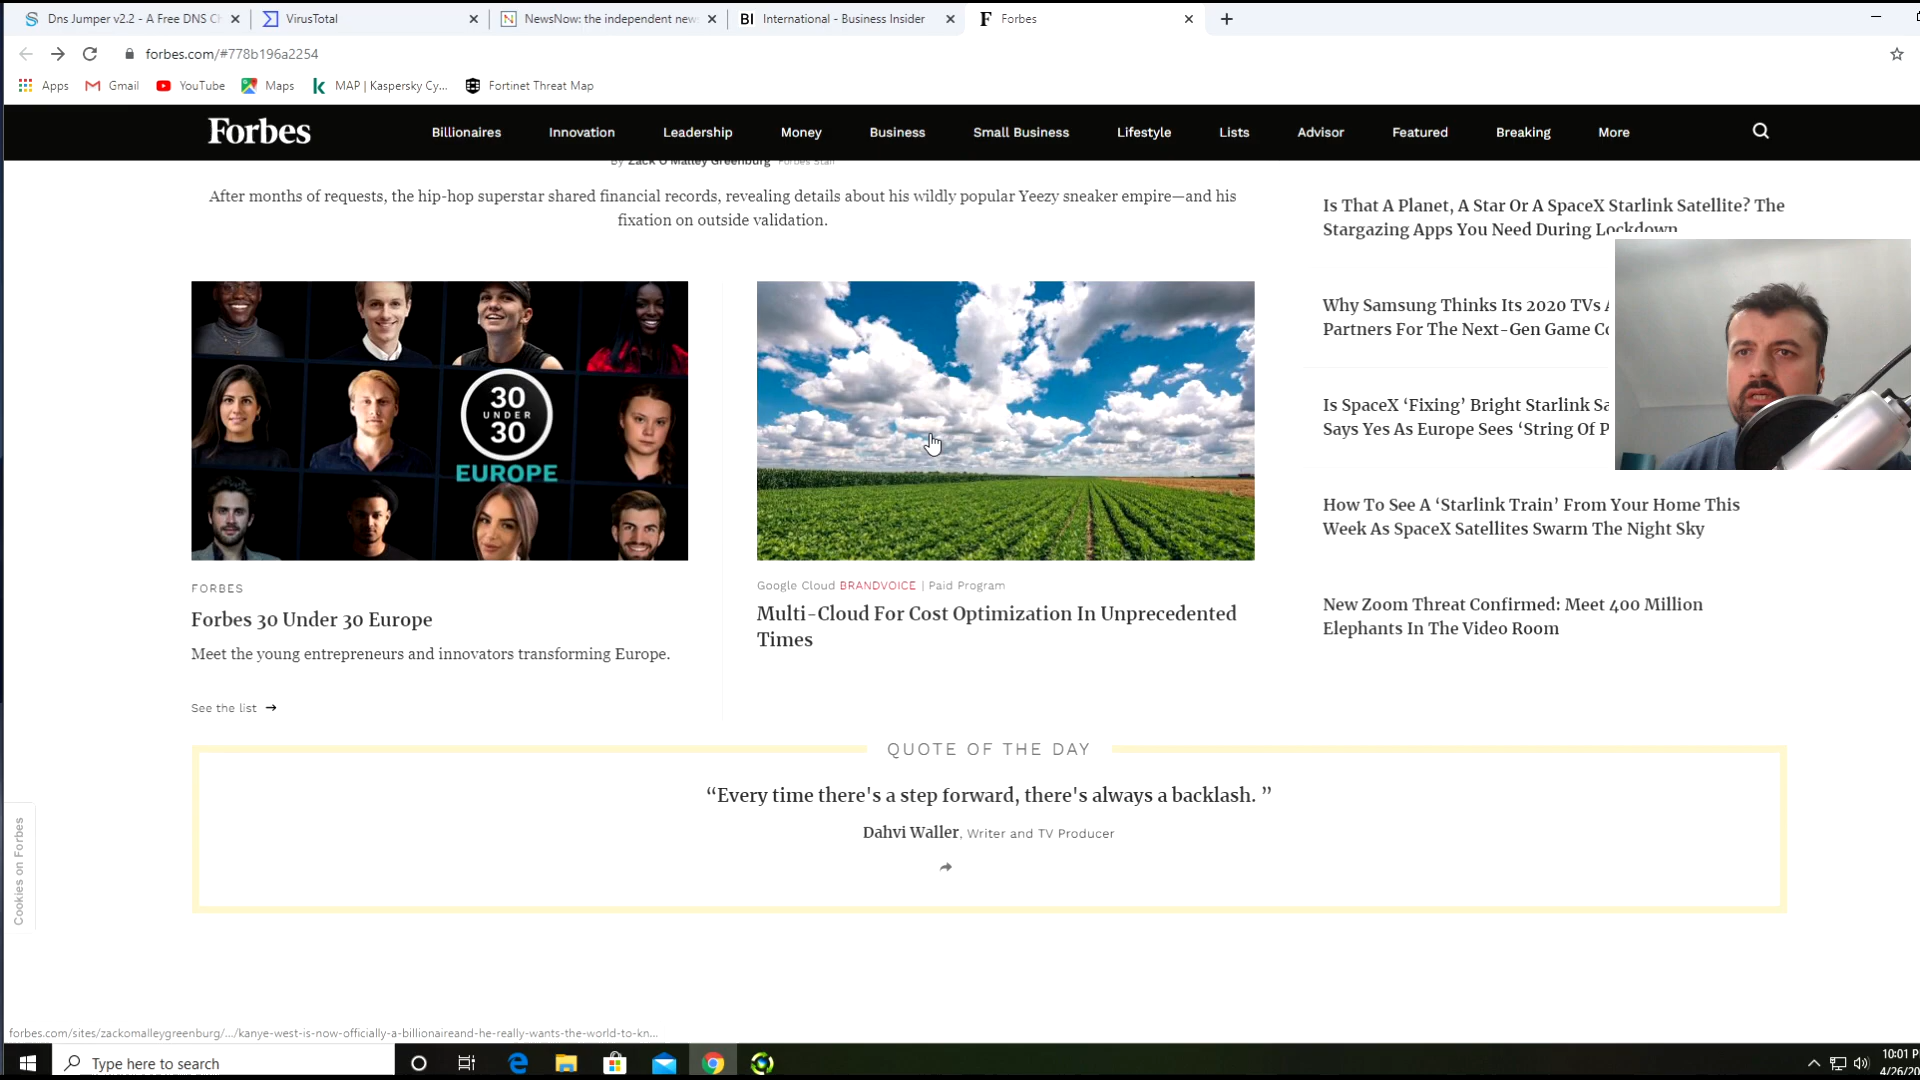 Dns Jumper v2.2 - A Free DNS Ch
VirusTotal
NewsNow: the independent new
BI International - Business Insider
F Forbes
forbes.com/#778b196a2254
Apps
Gmail
YouTube
Maps
MAP | Kaspersky Cy...
Fortinet Threat Map
Forbes
Billionaires
Innovation
Leadership
Money
Business
Small Business
Lifestyle
Lists
Advisor
Featured
Breaking
More
By Zack O'Malley Greenburg Forbes Staff
After months of requests, the hip-hop superstar shared financial records, revealing details about his wildly popular Yeezy sneaker empire—and his
fixation on outside validation.
30
UNDER
30
EUROPE
FORBES
Forbes 30 Under 30 Europe
Meet the young entrepreneurs and innovators transforming Europe.
See the list →
Google Cloud BRANDVOICE | Paid Program
Multi-Cloud For Cost Optimization In Unprecedented
Times
Is That A Planet, A Star Or A SpaceX Starlink Satellite? The
Stargazing Apps You Need During Lockdown
Why Samsung Thinks Its 2020 TVs
Partners For The Next-Gen Game
Is SpaceX ‘Fixing’ Bright Starlink
Says Yes As Europe Sees ‘String Of
How To See A ‘Starlink Train’ From Your Home This
Week As SpaceX Satellites Swarm The Night Sky
New Zoom Threat Confirmed: Meet 400 Million
Elephants In The Video Room
QUOTE OF THE DAY
“Every time there's a step forward, there's always a backlash. ”
Dahvi Waller, Writer and TV Producer
Cookies on Forbes
forbes.com/sites/zackomalleygreenburg/.../kanye-west-is-now-officially-a-billionaireand-he-really-wants-the-world-to-kn...
Type here to search
10:01 P
4/26/20